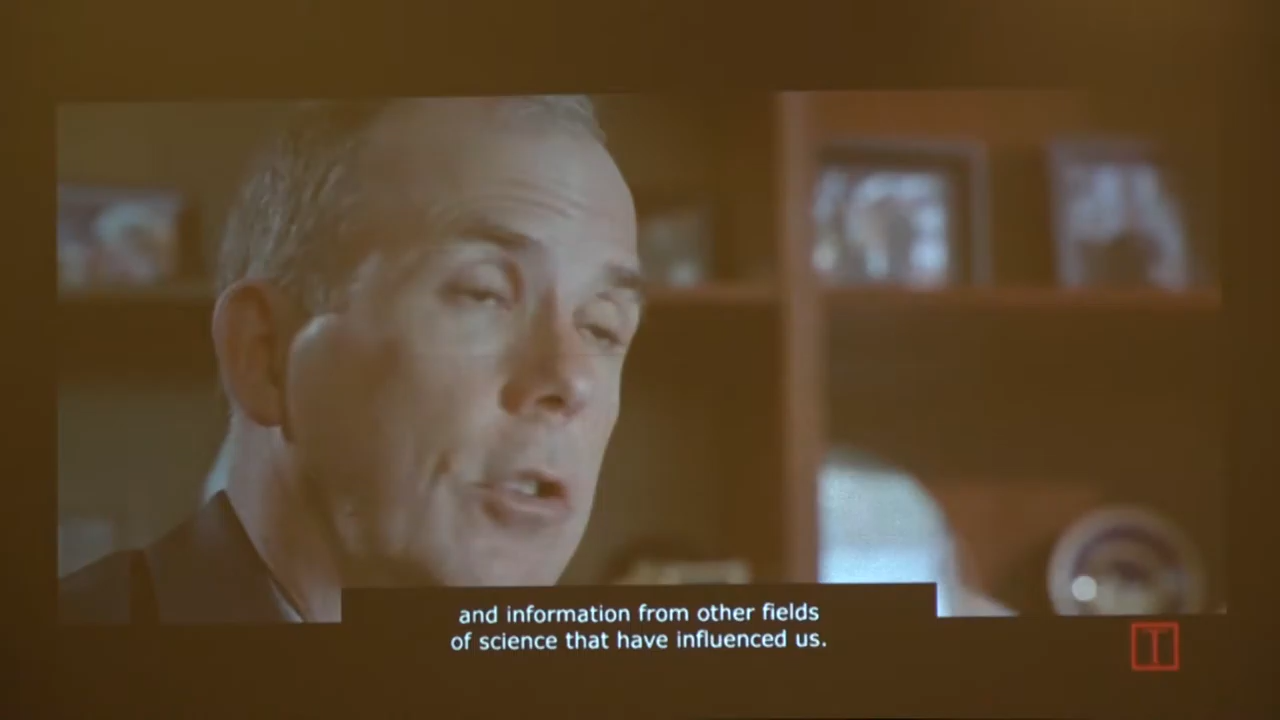 and information from other fields
of science that have influenced us.
T